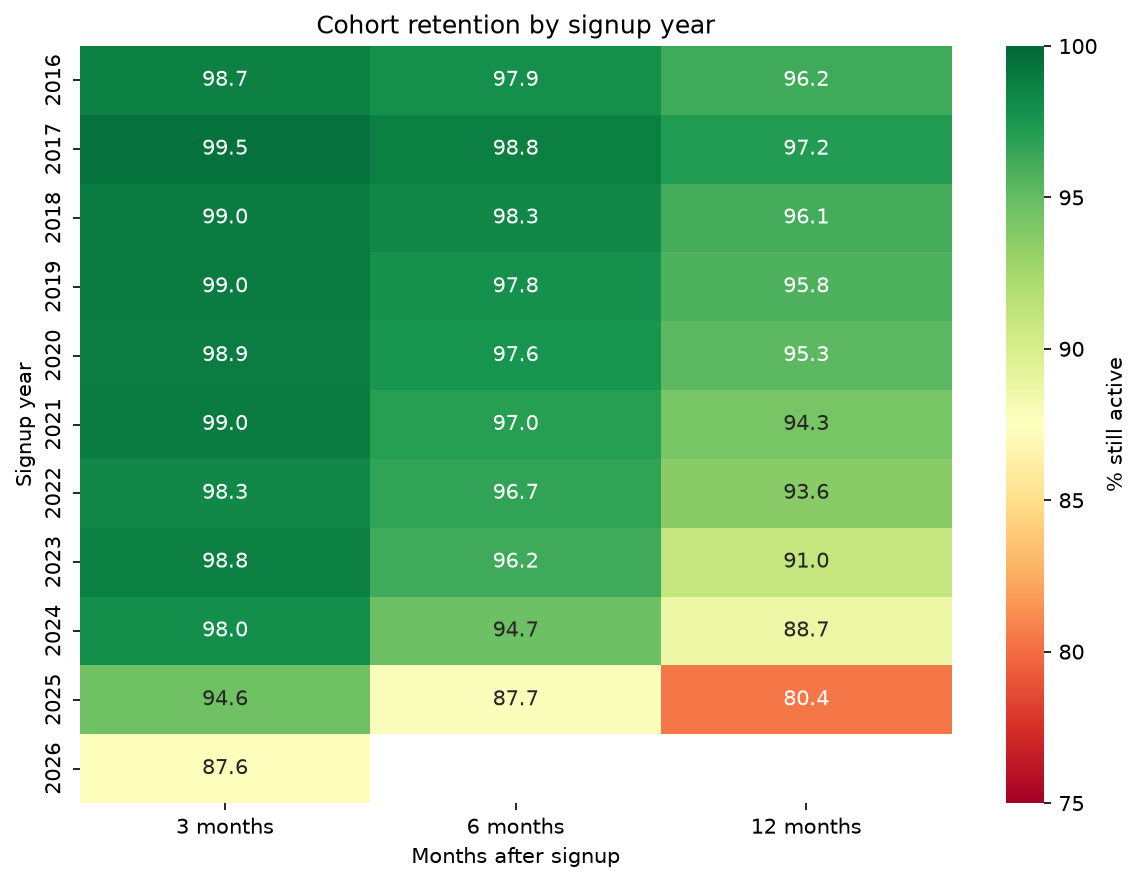 Cohort retention by signup year
2016 98.7 97.9 96.2
2017 99.5 98.8 97.2
2018 99.0 98.3 96.1
2019 99.0 97.8 95.8
2020 98.9 97.6 95.3
2021 99.0 97.0 94.3
2022 98.3 96.7 93.6
2023 98.8 96.2 91.0
2024 98.0 94.7 88.7
2025 94.6 87.7 80.4
2026 87.6
Signup year
3 months 6 months 12 months
Months after signup
100
95
90
85
80
75
% still active